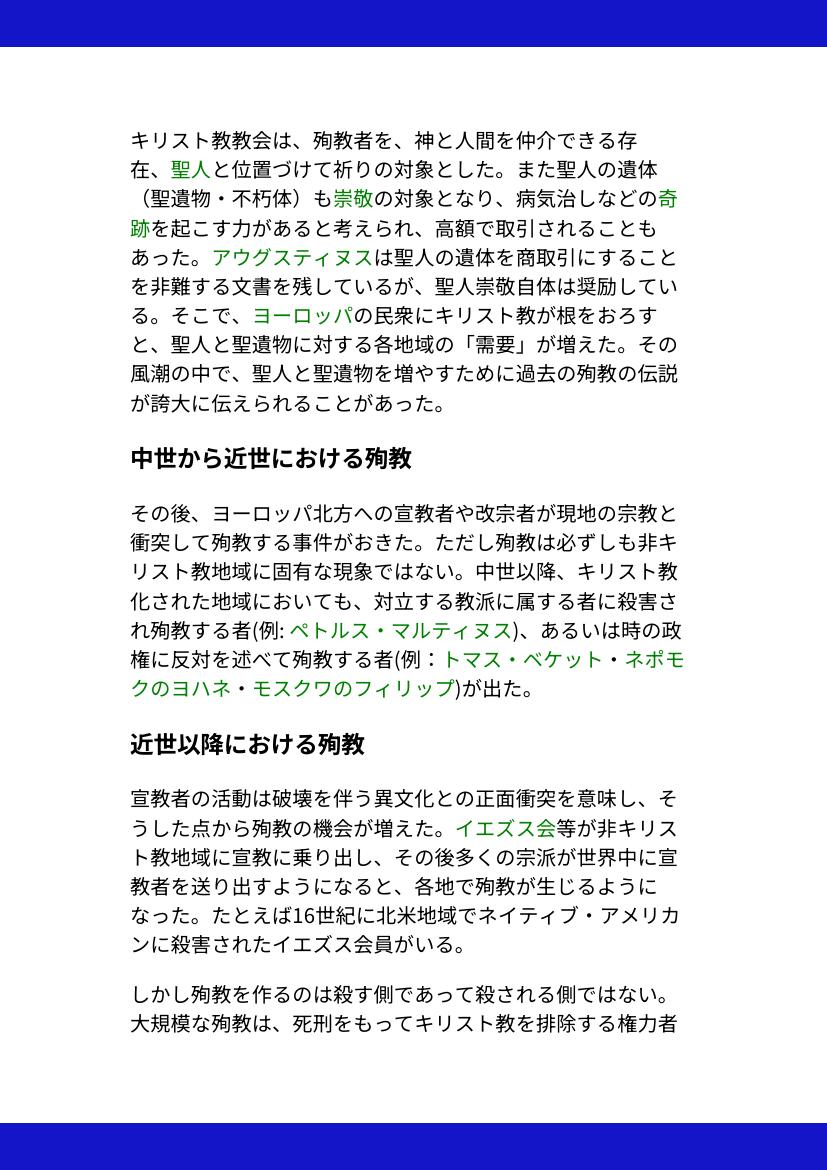 キリスト教教会は、殉教者を、神と人間を仲介できる存
在、聖人と位置づけて祈りの対象とした。また聖人の遺体
（聖遺物・不朽体）も崇敬の対象となり、病気治しなどの奇
跡を起こす力があると考えられ、高額で取引されることも
あった。アウグスティヌスは聖人の遺体を商取引にすること
を非難する文書を残しているが、聖人崇敬自体は奨励してい
る。そこで、ヨーロッパの民衆にキリスト教が根をおろす
と、聖人と聖遺物に対する各地域の「需要」が増えた。その
風潮の中で、聖人と聖遺物を増やすために過去の殉教の伝説
が誇大に伝えられることがあった。
中世から近世における殉教
その後、ヨーロッパ北方への宣教者や改宗者が現地の宗教と
衝突して殉教する事件がおきた。ただし殉教は必ずしも非キ
リスト教地域に固有な現象ではない。中世以降、キリスト教
化された地域においても、対立する教派に属する者に殺害さ
れ殉教する者(例: ペトルス・マルティヌス)、あるいは時の政
権に反対を述べて殉教する者(例：トマス・ベケット・ネポモ
クのヨハネ・モスクワのフィリップ)が出た。
近世以降における殉教
宣教者の活動は破壊を伴う異文化との正面衝突を意味し、そ
うした点から殉教の機会が増えた。イエズス会等が非キリス
ト教地域に宣教に乗り出し、その後多くの宗派が世界中に宣
教者を送り出すようになると、各地で殉教が生じるように
なった。たとえば16世紀に北米地域でネイティブ・アメリカ
ンに殺害されたイエズス会員がいる。
しかし殉教を作るのは殺す側であって殺される側ではない。
大規模な殉教は、死刑をもってキリスト教を排除する権力者